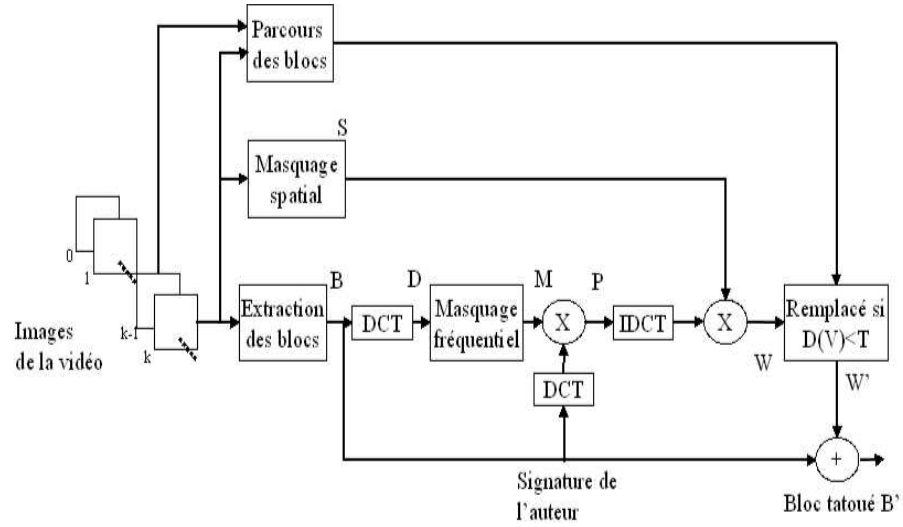 Parcours
des blocs
S
Masquage
spatial
0
1
k-1
k
Images
de la vidéo
Extraction
des blocs
B
DCT
D
Masquage
fréquentiel
M
X
P
IDCT
X
W
Remplacé si
D(V)<T
W'
DCT
+
Signature de
l'auteur
Bloc tatoué B'